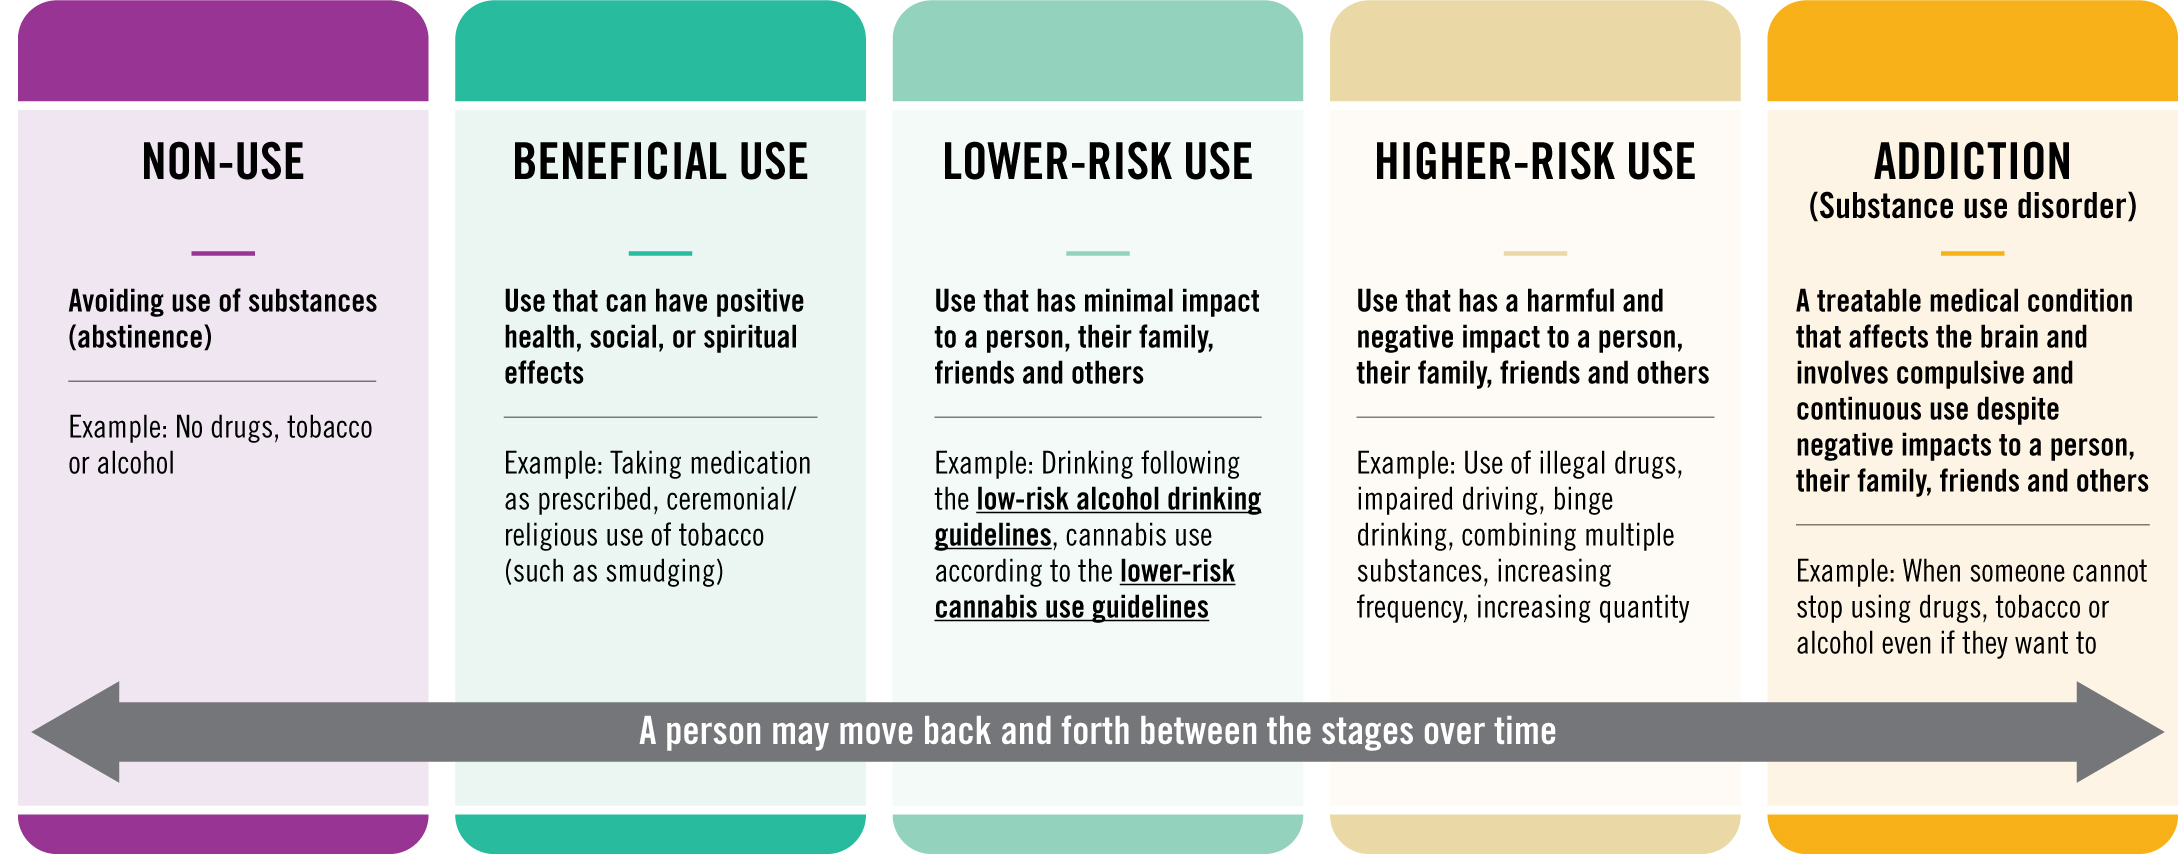 NON-USE
Avoiding use of substances
(abstinence)
Example: No drugs, tobacco
or alcohol
BENEFICIAL USE
Use that can have positive
health, social, or spiritual
effects
Example: Taking medication
as prescribed, ceremonial/
religious use of tobacco
(such as smudging)
LOWER-RISK USE
Use that has minimal impact
to a person, their family,
friends and others
Example: Drinking following
the low-risk alcohol drinking
guidelines, cannabis use
according to the lower-risk
cannabis use guidelines
HIGHER-RISK USE
Use that has a harmful and
negative impact to a person,
their family, friends and others
Example: Use of illegal drugs,
impaired driving, binge
drinking, combining multiple
substances, increasing
frequency, increasing quantity
ADDICTION
(Substance use disorder)
A treatable medical condition
that affects the brain and
involves compulsive and
continuous use despite
negative impacts to a person,
their family, friends and others
Example: When someone cannot
stop using drugs, tobacco or
alcohol even if they want to
A person may move back and forth between the stages over time